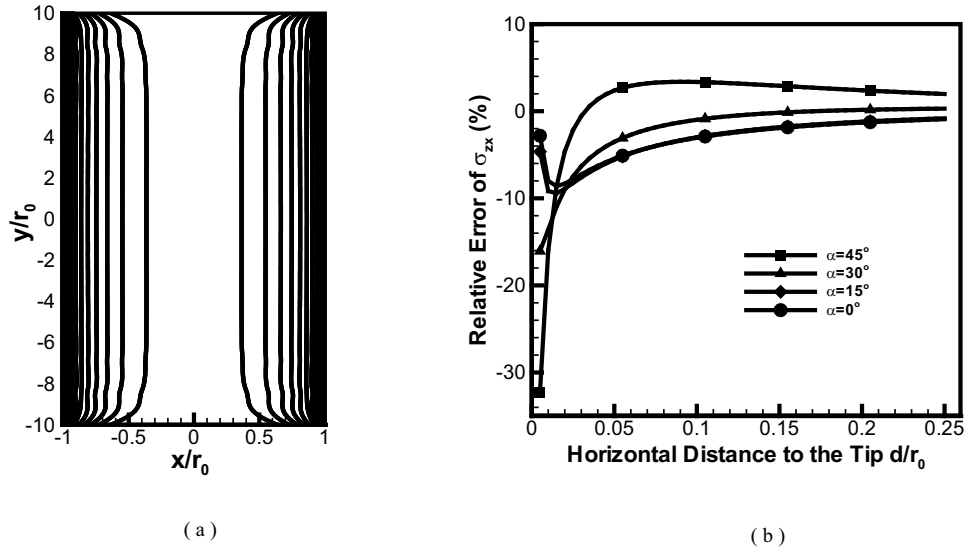 10
8
6
4
2
0
-2
-4
-6
-8
-10
y/r0
-1 -0.5 0 0.5 1
x/r0
( a )
10
0
-10
-20
-30
Relative Error of σzx (%)
α=45°
α=30°
α=15°
α=0°
0 0.05 0.1 0.15 0.2 0.25
Horizontal Distance to the Tip d/r0
( b )